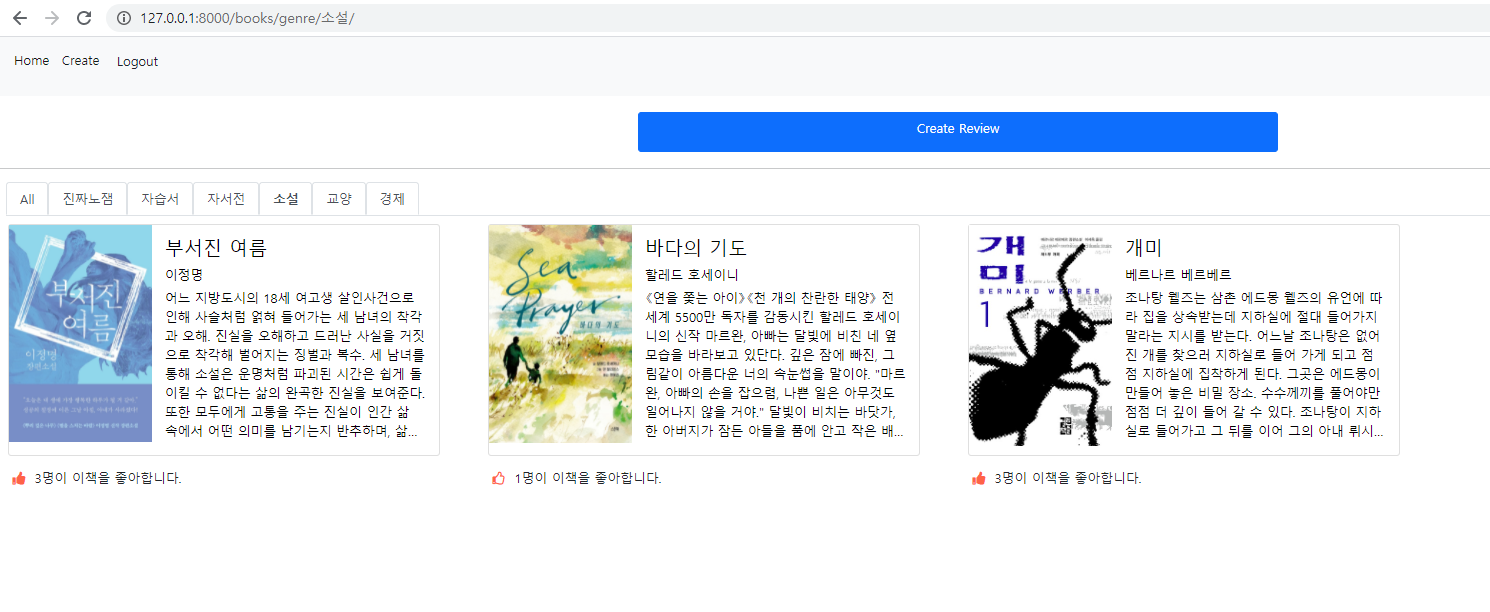 127.0.0.1:8000/books/genre/소설/
Home Create Logout
Create Review
All 진짜노잼 자습서 자서전 소설 교양 경제
부서진
여름
이정명
장편소설
부서진 여름
이정명
어느 지방도시의 18세 여고생 살인사건으로
인해 사슬처럼 얽혀 들어가는 세 남녀의 착각
과 오해. 진실을 오해하고 드러난 사실을 거짓
으로 착각해 벌어지는 징벌과 복수. 세 남녀를
통해 소설은 운명처럼 파괴된 시간은 쉽게 돌
이킬 수 없다는 삶의 완곡한 진실을 보여준다.
또한 모두에게 고통을 주는 진실이 인간 삶
속에서 어떤 의미를 남기는지 반추하며, 삶...
3명이 이책을 좋아합니다.
Sea
Prayer
바다의 기도
바다의 기도
할레드 호세이니
《연을 쫓는 아이》《천 개의 찬란한 태양》 전
세계 5500만 독자를 감동시킨 할레드 호세이
니의 신작 마르완, 아빠는 달빛에 비친 네 옆
모습을 바라보고 있단다. 깊은 잠에 빠진, 그
림같이 아름다운 너의 속눈썹을 말이야. "마르
완, 아빠의 손을 잡으렴, 나쁜 일은 아무것도
일어나지 않을 거야." 달빛이 비치는 바닷가,
한 아버지가 잠든 아들을 품에 안고 작은 배...
1명이 이책을 좋아합니다.
개미
BERNARD WERBER
1
개미
베르나르 베르베르
조나탕 웰즈는 삼촌 에드몽 웰즈의 유언에 따
라 집을 상속받는데 지하실에 절대 들어가지
말라는 지시를 받는다. 어느날 조나탕은 없어
진 개를 찾으러 지하실로 들어 가게 되고 점
점 지하실에 집착하게 된다. 그곳은 에드몽이
만들어 놓은 비밀 장소. 수수께끼를 풀어야만
점점 더 깊이 들어 갈 수 있다. 조나탕이 지하
실로 들어가고 그 뒤를 이어 그의 아내 뤼시...
3명이 이책을 좋아합니다.